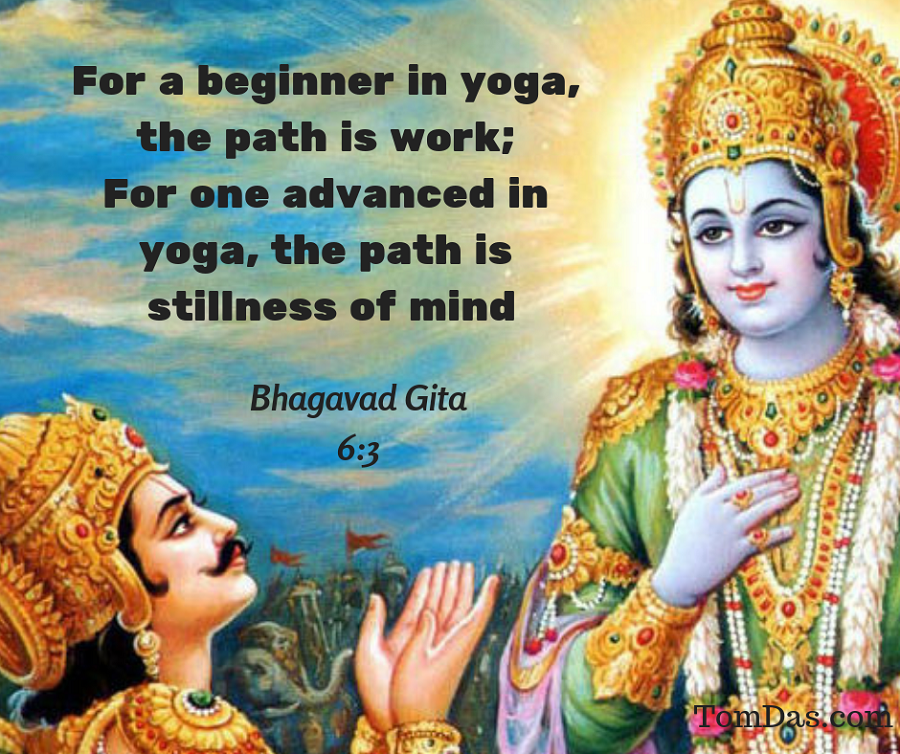 For a beginner in yoga,
the path is work;
For one advanced in
yoga, the path is
stillness of mind
Bhagavad Gita
6:3
TomDas.com